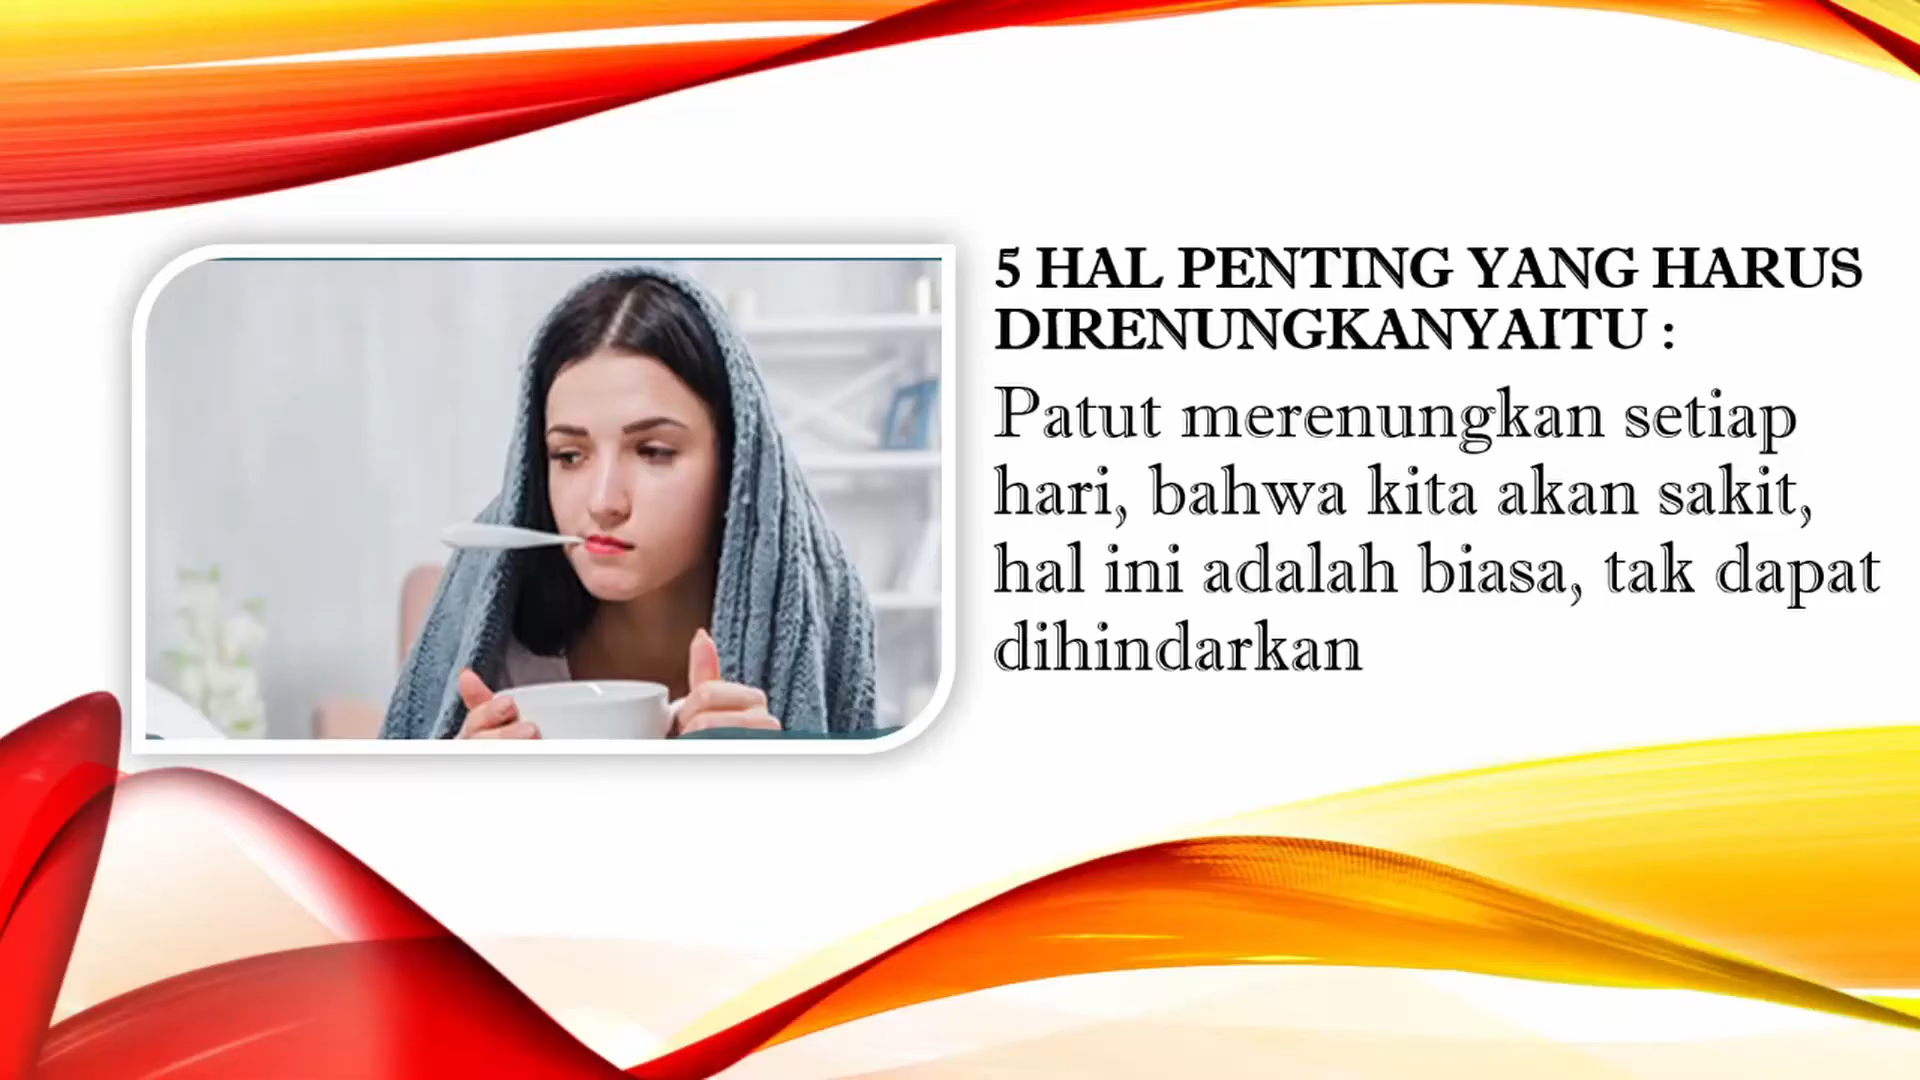 5 HAL PENTING YANG HARUS
DIRENUNGKANYAITU :
Patut merenungkan setiap
hari, bahwa kita akan sakit,
hal ini adalah biasa, tak dapat
dihindarkan